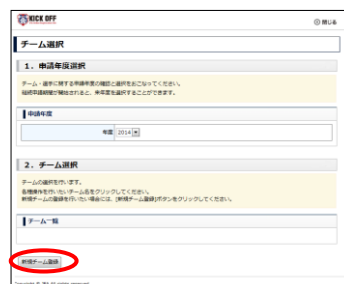 KICK OFF
閉じる
チーム選択
1．申請年度選択
チーム・選手に関する申請年度の確認と選択をおこなってください。
継続申請期間が開始されると、来年度を選択することができます。
申請年度
年度 2014
2．チーム選択
チームの選択を行います。
各種操作を行いたいチーム名をクリックしてください。
新規チームの登録を行いたい場合には、[新規チーム登録]ボタンをクリックしてください。
チーム一覧
新規チーム登録
Copyright © JFA All rights reserved.